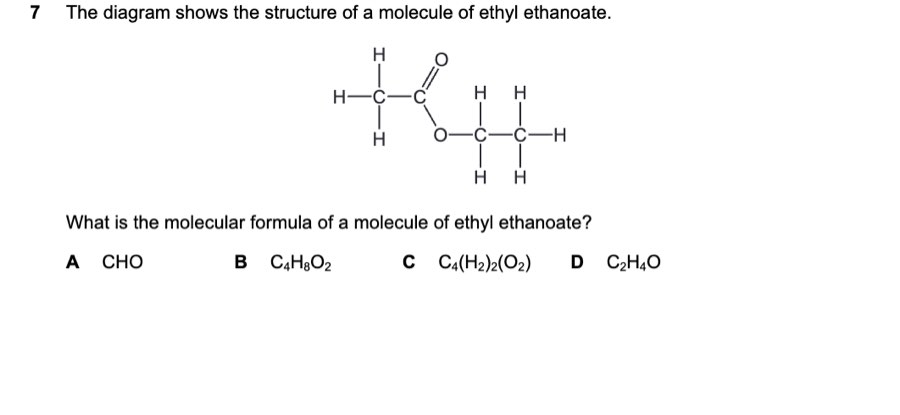 7 The diagram shows the structure of a molecule of ethyl ethanoate.
H O
H C C H H
H O C C H
H H
What is the molecular formula of a molecule of ethyl ethanoate?
A CHO B C₄H₈O₂ C C₄(H₂)₂(O₂) D C₂H₄O